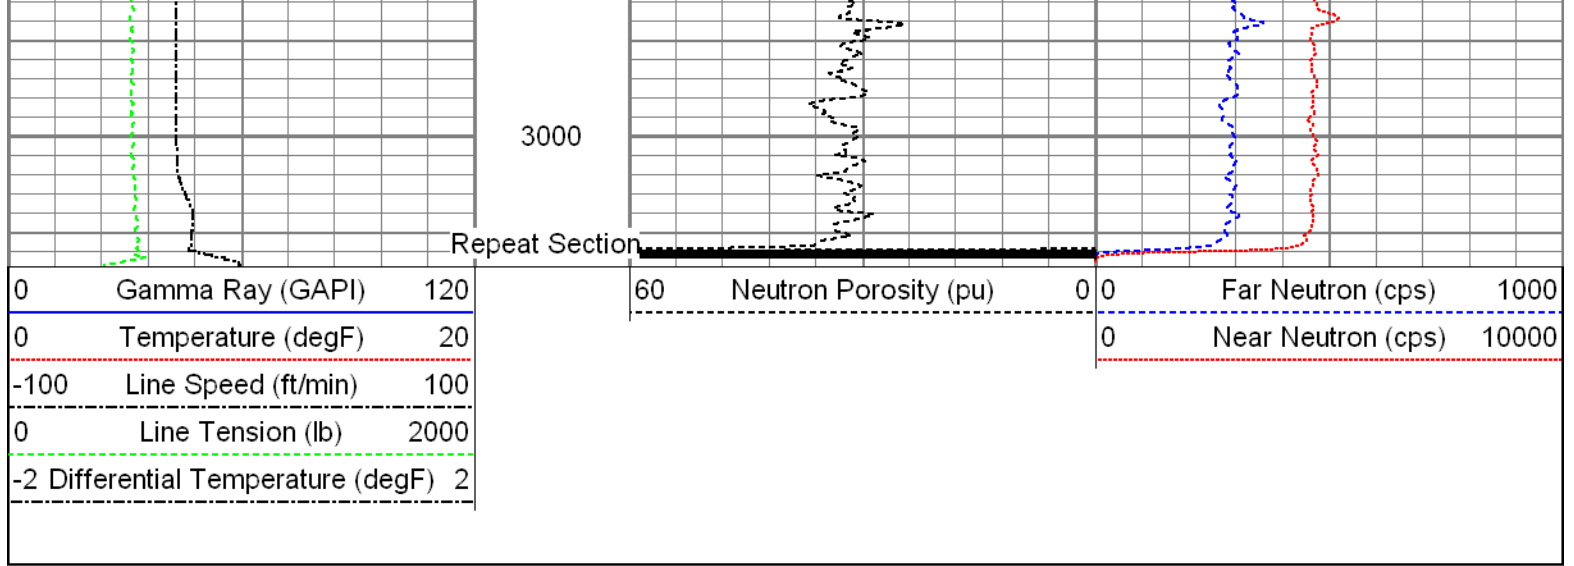 3000
Repeat Section
0 Gamma Ray (GAPI) 120
0 Temperature (degF) 20
-100 Line Speed (ft/min) 100
0 Line Tension (lb) 2000
-2 Differential Temperature (degF) 2
60 Neutron Porosity (pu) 0
0 Far Neutron (cps) 1000
0 Near Neutron (cps) 10000